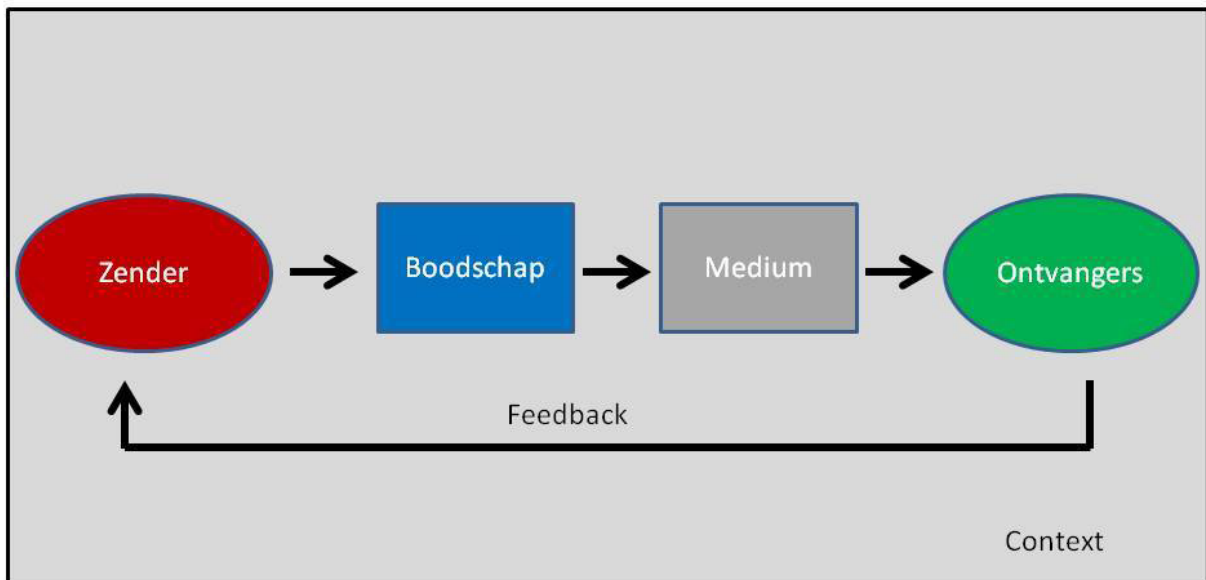 Zender
Boodschap
Medium
Ontvangers
Feedback
Context